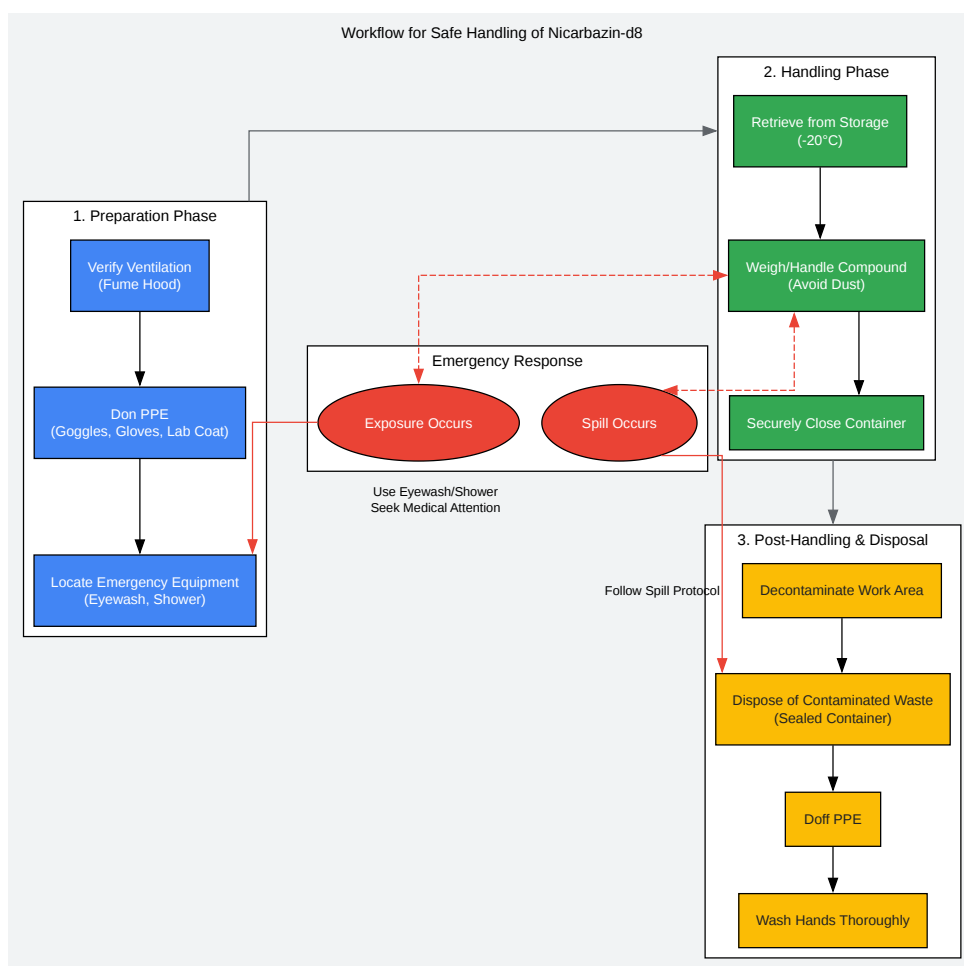 Workflow for Safe Handling of Nicarbazin-d8
1. Preparation Phase
Verify Ventilation
(Fume Hood)
Don PPE
(Goggles, Gloves, Lab Coat)
Locate Emergency Equipment
(Eyewash, Shower)
2. Handling Phase
Retrieve from Storage
(-20°C)
Weigh/Handle Compound
(Avoid Dust)
Securely Close Container
Emergency Response
Exposure Occurs
Spill Occurs
Use Eyewash/Shower
Seek Medical Attention
Follow Spill Protocol
3. Post-Handling & Disposal
Decontaminate Work Area
Dispose of Contaminated Waste
(Sealed Container)
Doff PPE
Wash Hands Thoroughly